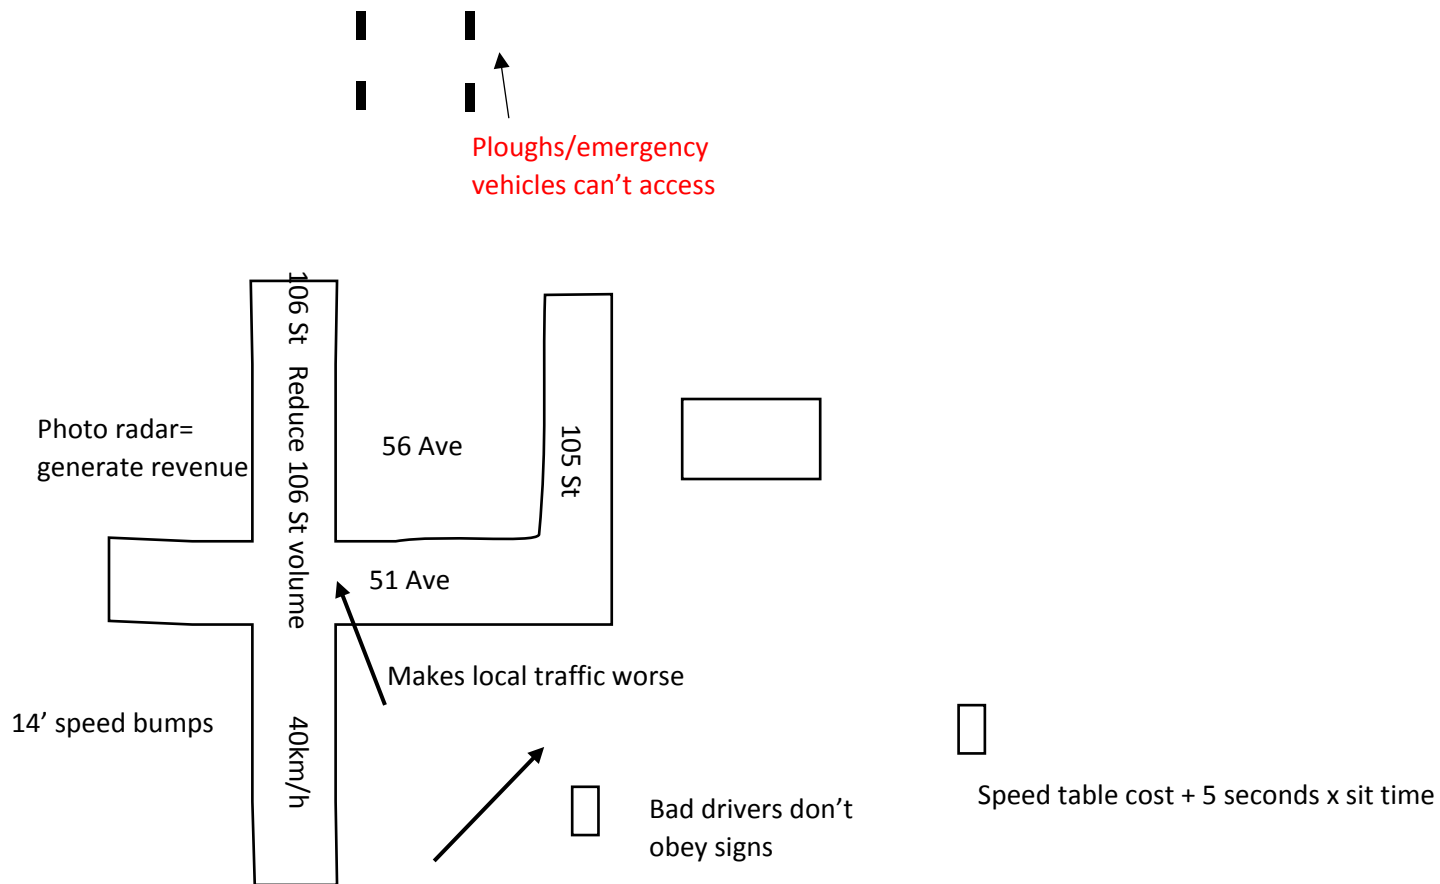 Ploughs/emergency
vehicles can’t access
106 St   Reduce 106 St volume
Photo radar=
generate revenue
56 Ave
105 St
51 Ave
Makes local traffic worse
14’ speed bumps
40km/h
Bad drivers don’t
obey signs
Speed table cost + 5 seconds x sit time